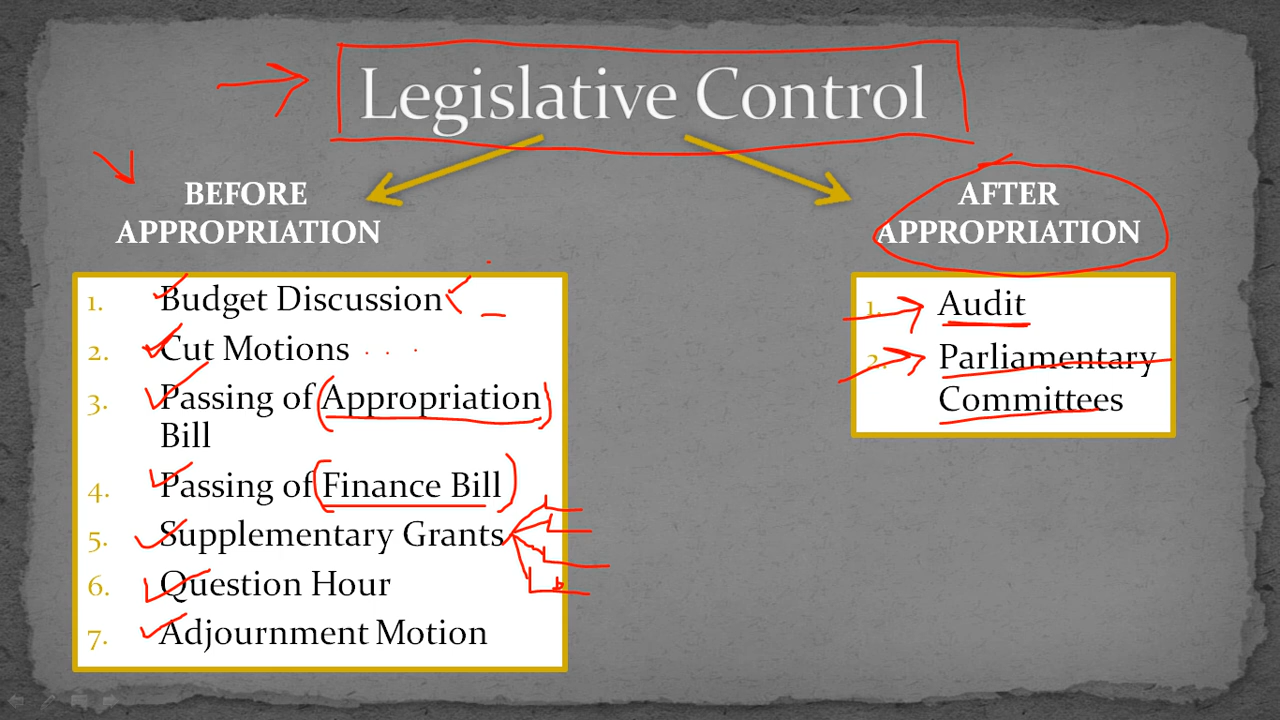 Legislative Control
BEFORE
APPROPRIATION
1. Budget Discussion
2. Cut Motions
3. Passing of Appropriation
Bill
4. Passing of Finance Bill
5. Supplementary Grants
6. Question Hour
7. Adjournment Motion
AFTER
APPROPRIATION
1. Audit
2. Parliamentary
Committees